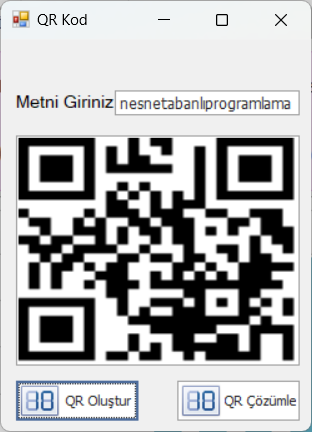 QR Kod
Metni Giriniz nesnetabanlıprogramlama
QR Oluştur QR Çözümle